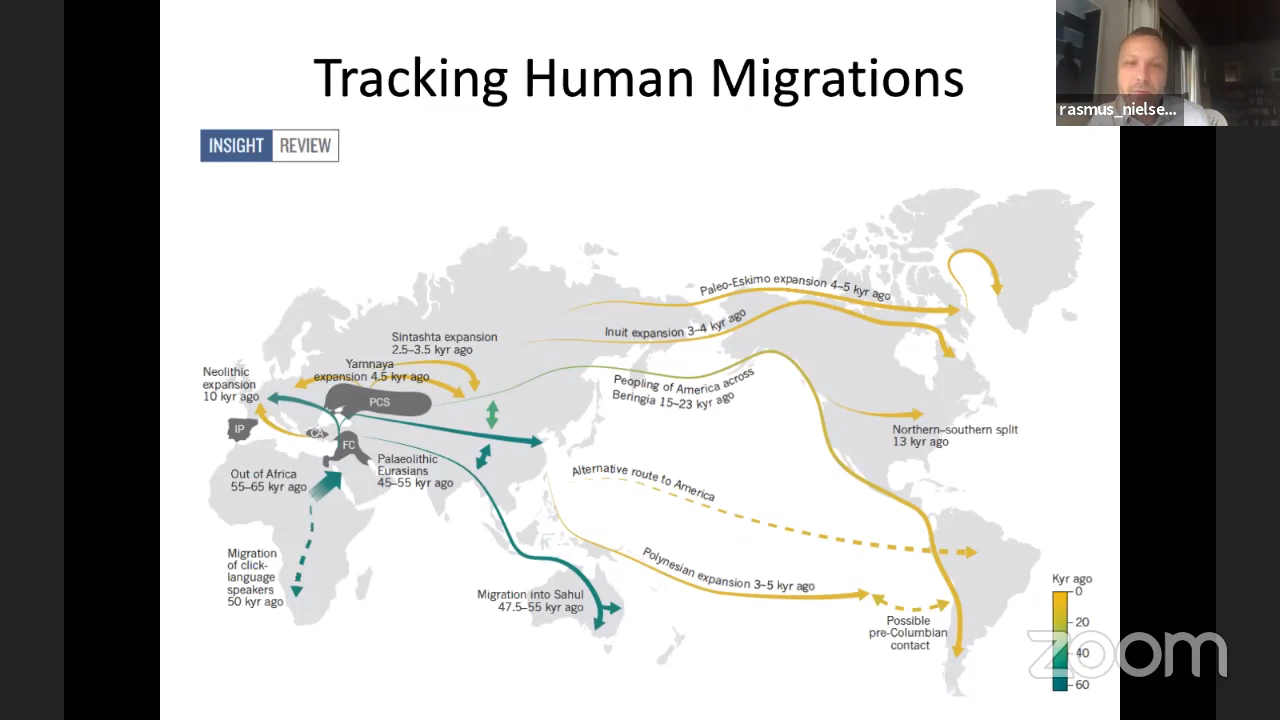 Tracking Human Migrations
rasmus_nielse...
INSIGHT REVIEW
Paleo-Eskimo expansion 4–5 kyr ago
Inuit expansion 3–4 kyr ago
Sintashta expansion
2.5–3.5 kyr ago
Yamnaya
expansion 4.5 kyr ago
Neolithic
expansion
10 kyr ago
PCS
Peopling of America across
Beringia 15–23 kyr ago
IP
CA
FC
Northern–southern split
13 kyr ago
Palaeolithic
Eurasians
45–55 kyr ago
Out of Africa
55–65 kyr ago
Alternative route to America
Migration
of click-
language
speakers
50 kyr ago
Polynesian expansion 3–5 kyr ago
Migration into Sahul
47.5–55 kyr ago
Possible
pre-Columbian
contact
Kyr ago
0
20
40
60
zoom